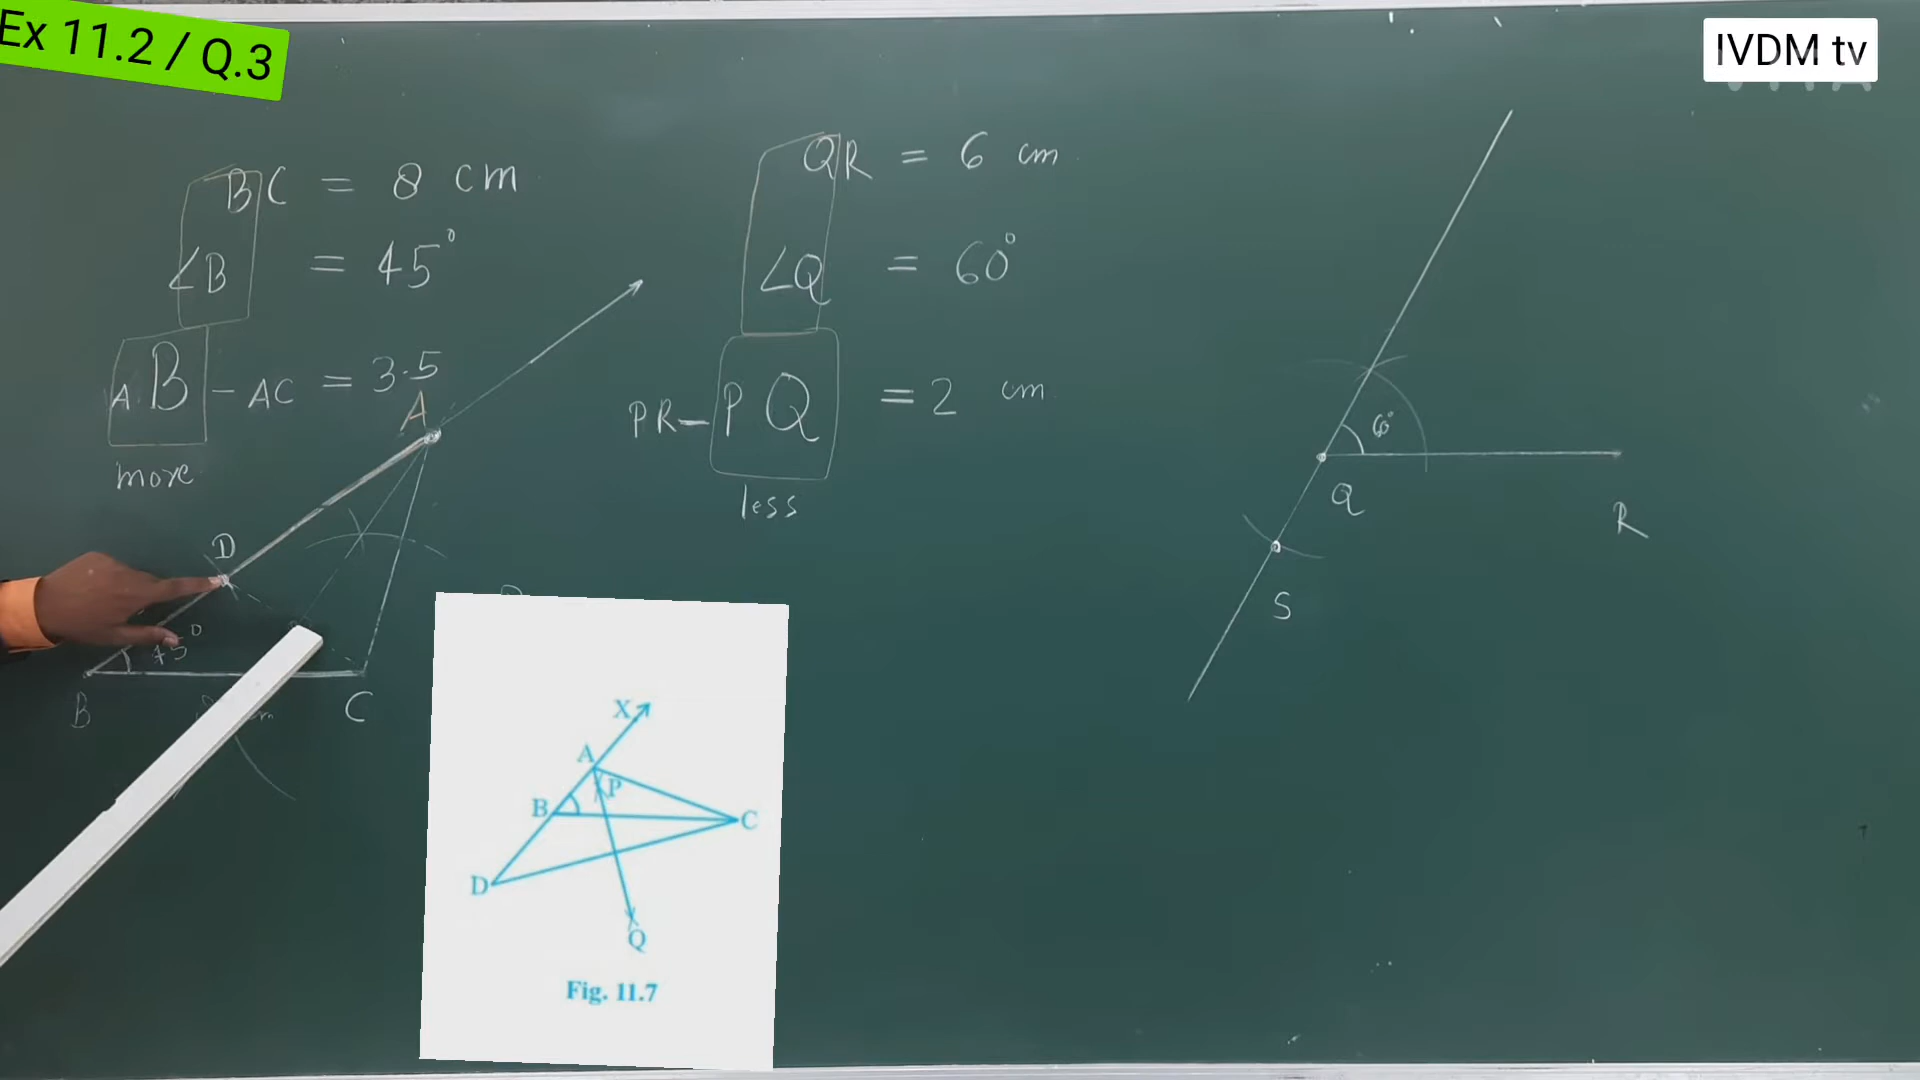 Ex 11.2 / Q.3
IVDM tv
BC = 8 cm
∠B = 45°
AB - AC = 3.5
more
QR = 6 cm
∠Q = 60°
PR - PQ = 2 cm
less
A
D
45°
B
cm
C
60°
Q
R
S
X
A
P
B
C
D
Q
Fig. 11.7